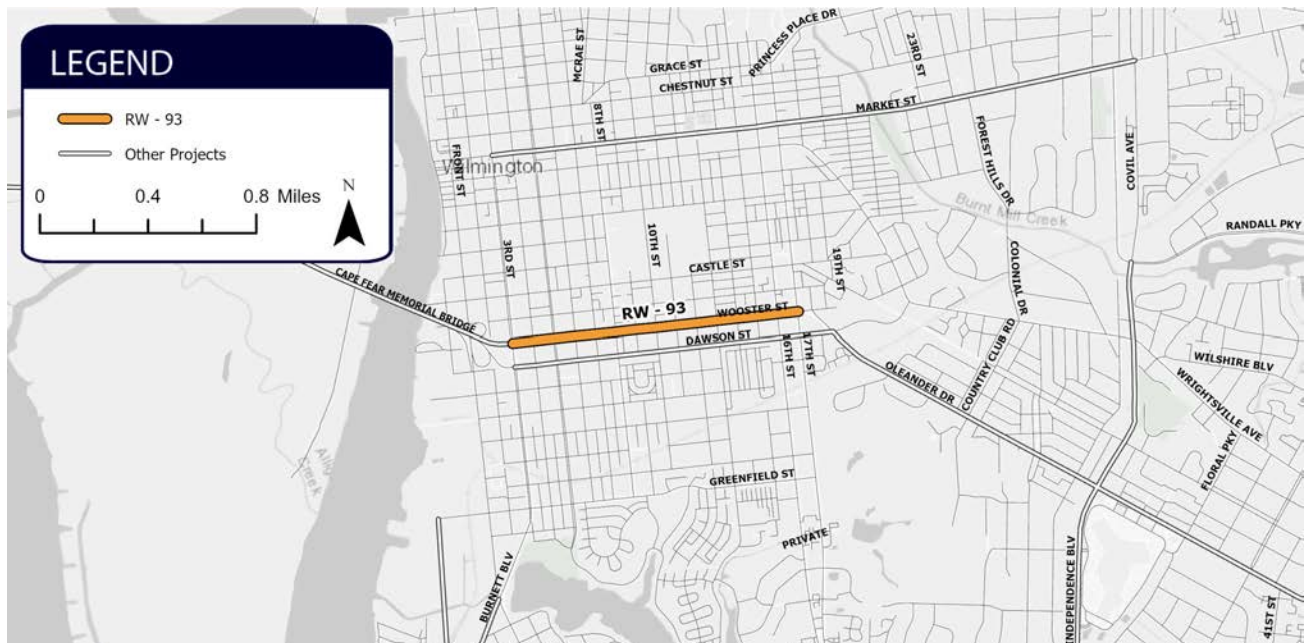 LEGEND
RW - 93
Other Projects
0 0.4 0.8 Miles
N
MCRAE ST
GRACE ST
CHESTNUT ST
PRINCESS PLACE DR
23RD ST
8TH ST
MARKET ST
FRONT ST
Wilmington
FOREST HILLS DR
COVIL AVE
Burnt Mill Creek
RANDALL PKY
3RD ST
10TH ST
CASTLE ST
19TH ST
COLONIAL DR
CAPE FEAR MEMORIAL BRIDGE
RW - 93
WOOSTER ST
DAWSON ST
16TH ST
17TH ST
OLEANDER DR
COUNTRY CLUB RD
WILSHIRE BLV
WRIGHTSVILLE AVE
FLORAL PKY
Creek
GREENFIELD ST
PRIVATE
BURNETT BLV
INDEPENDENCE BLV
41ST ST